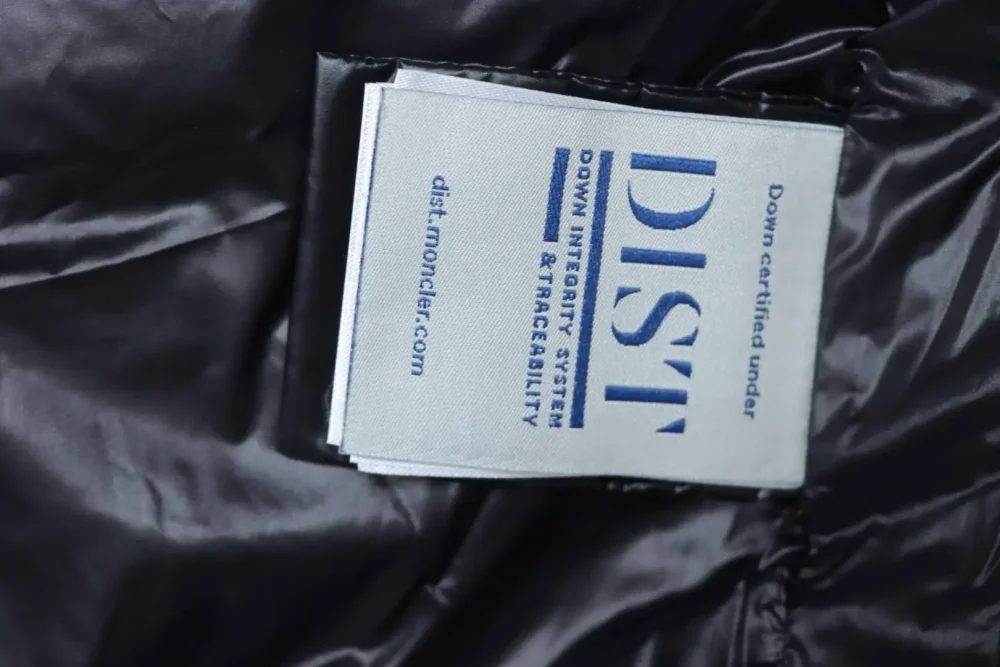 Down certified under
DIST
DOWN INTEGRITY SYSTEM
&TRACEABILITY
dist.moncler.com